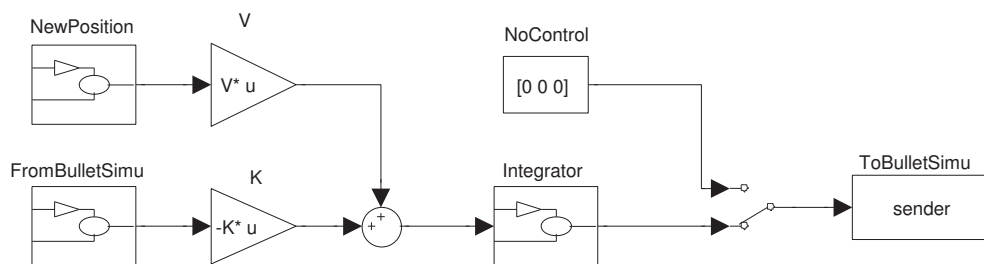 V
NewPosition
NoControl
V* u
[0 0 0]
FromBulletSimu
K
Integrator
ToBulletSimu
-K* u
+
+
sender